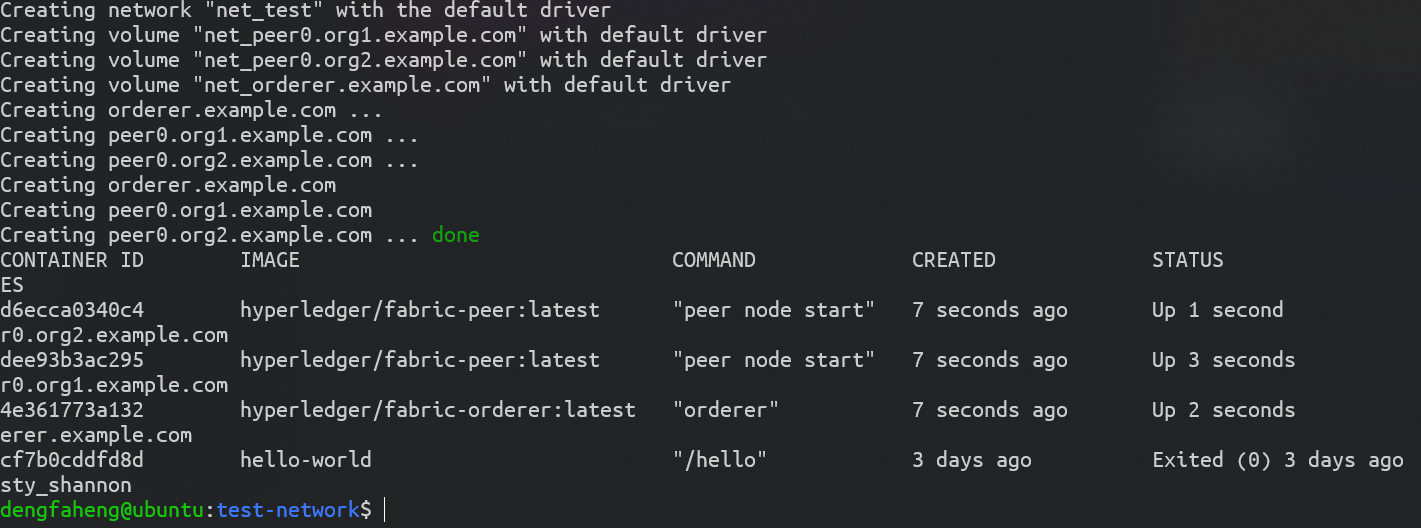 Creating network "net_test" with the default driver
Creating volume "net_peer0.org1.example.com" with default driver
Creating volume "net_peer0.org2.example.com" with default driver
Creating volume "net_orderer.example.com" with default driver
Creating orderer.example.com ...
Creating peer0.org1.example.com ...
Creating peer0.org2.example.com ...
Creating orderer.example.com
Creating peer0.org1.example.com
Creating peer0.org2.example.com ... done
CONTAINER ID        IMAGE                               COMMAND             CREATED             STATUS
ES
d6ecca0340c4        hyperledger/fabric-peer:latest      "peer node start"   7 seconds ago       Up 1 second
r0.org2.example.com
dee93b3ac295        hyperledger/fabric-peer:latest      "peer node start"   7 seconds ago       Up 3 seconds
r0.org1.example.com
4e361773a132        hyperledger/fabric-orderer:latest   "orderer"           7 seconds ago       Up 2 seconds
erer.example.com
cf7b0cddfd8d        hello-world                         "/hello"            3 days ago          Exited (0) 3 days ago
sty_shannon
dengfaheng@ubuntu:test-network$